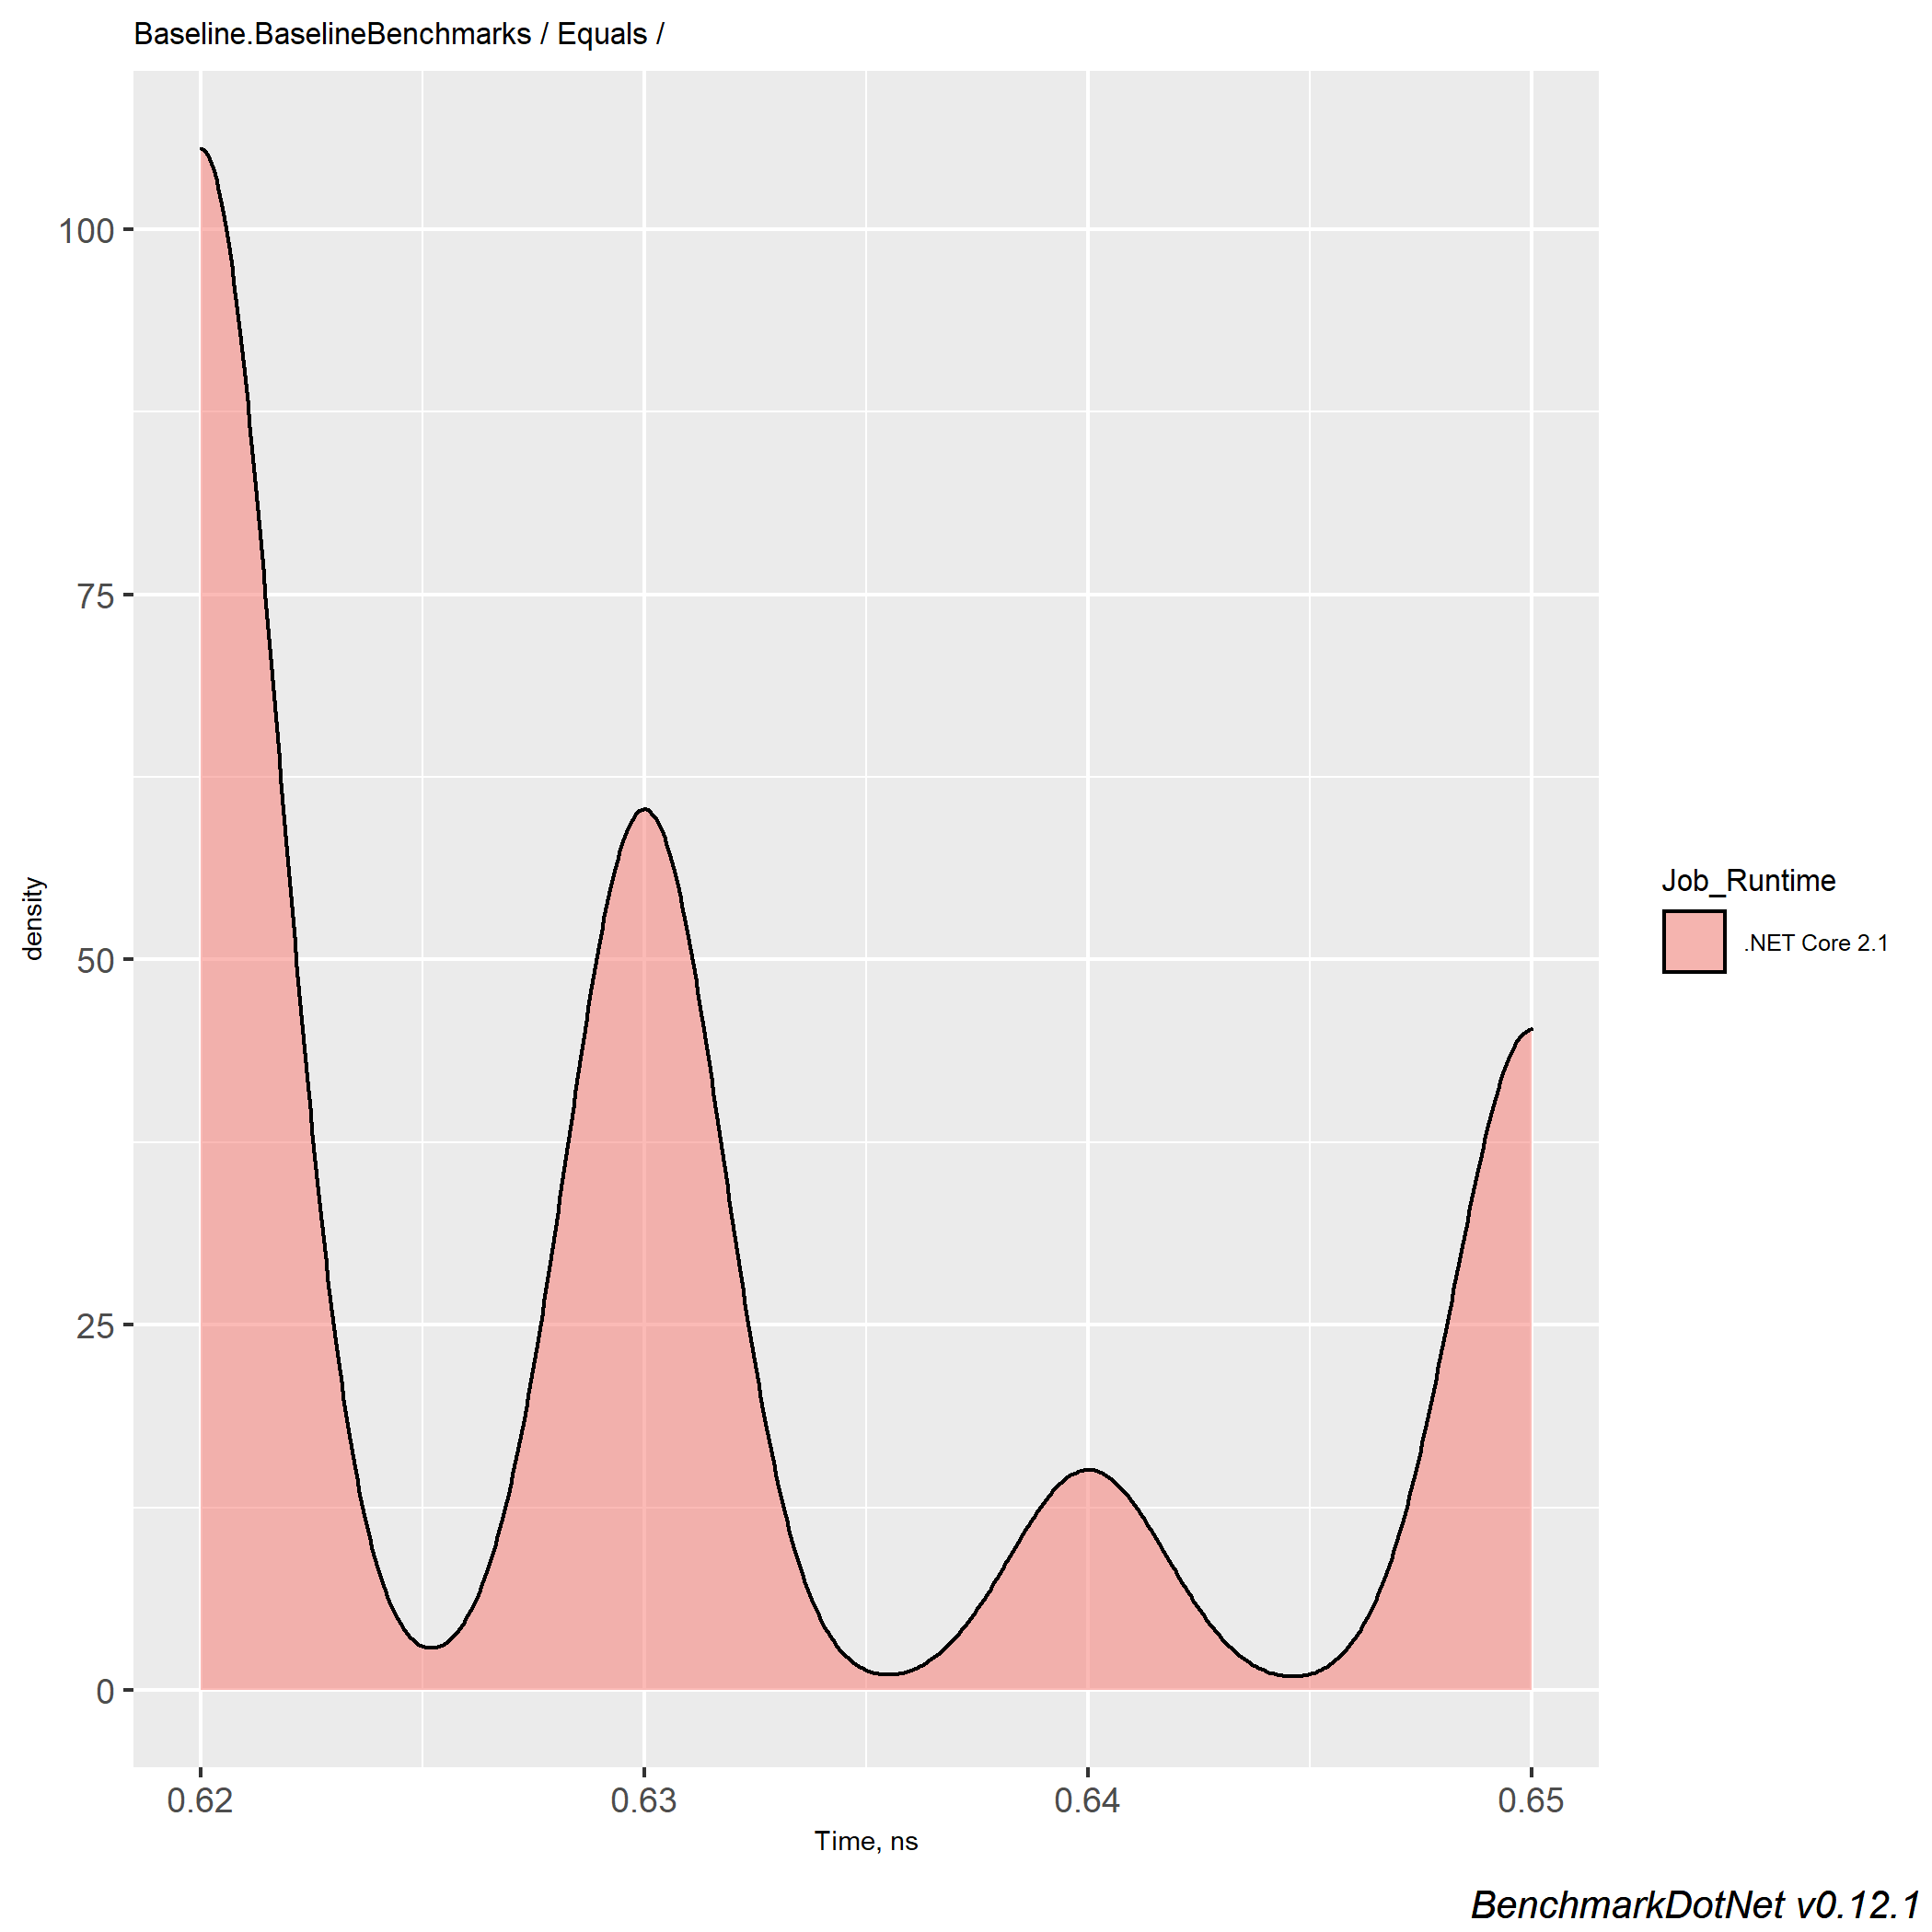 Baseline.BaselineBenchmarks / Equals /
density
100
75
50
25
0
0.62 0.63 0.64 0.65
Time, ns
Job_Runtime
.NET Core 2.1
BenchmarkDotNet v0.12.1